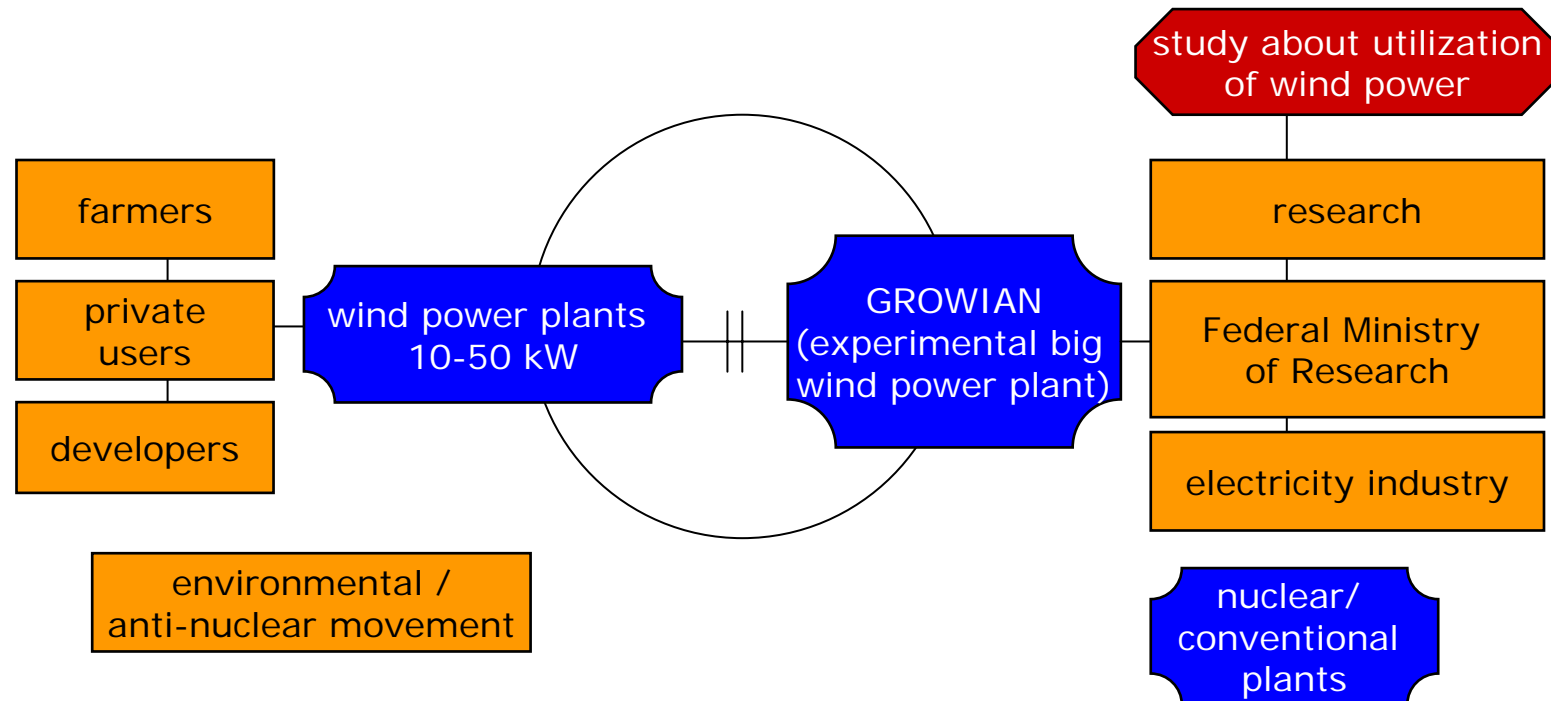 study about utilization
of wind power
farmers
research
private
users
wind power plants
10-50 kW
GROWIAN
(experimental big
wind power plant)
Federal Ministry
of Research
developers
electricity industry
environmental /
anti-nuclear movement
nuclear/
conventional
plants